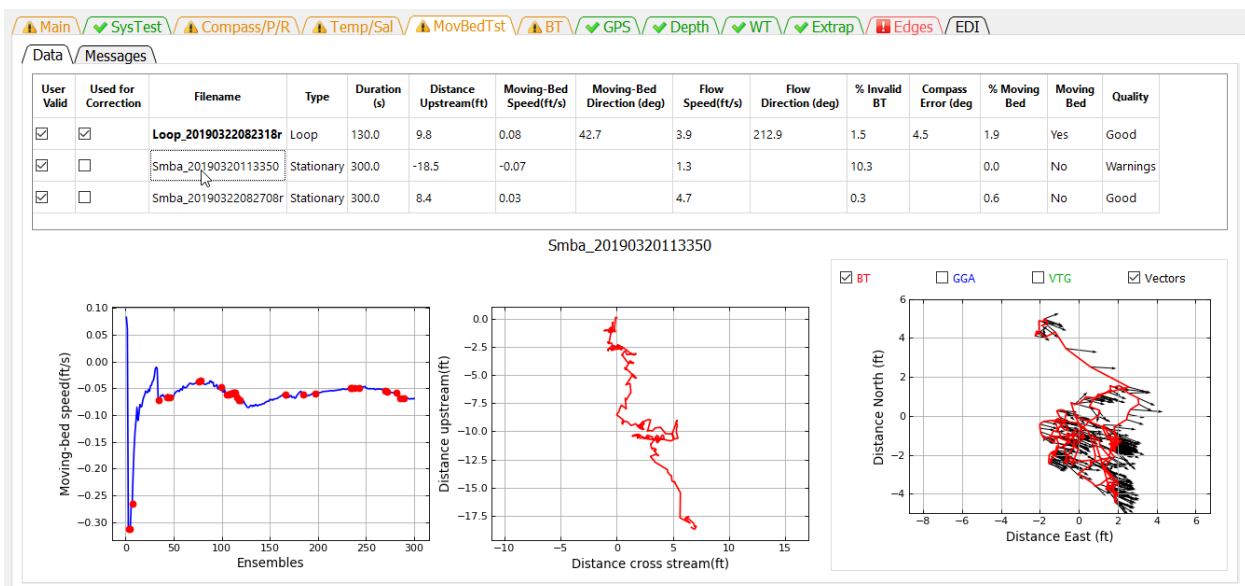 Main SysTest Compass/P/R Temp/Sal MovBedTst BT GPS Depth WT Extrap Edges EDI
Data Messages
User Valid Used for Correction Filename Type Duration (s) Distance Upstream(ft) Moving-Bed Speed(ft/s) Moving-Bed Direction (deg) Flow Speed(ft/s) Flow Direction (deg) % Invalid BT Compass Error (deg % Moving Bed Moving Bed Quality
Loop_20190322082318r Loop 130.0 9.8 0.08 42.7 3.9 212.9 1.5 4.5 1.9 Yes Good
Smba_20190320113350 Stationary 300.0 -18.5 -0.07 1.3 10.3 0.0 No Warnings
Smba_20190322082708r Stationary 300.0 8.4 0.03 4.7 0.3 0.6 No Good
Smba_20190320113350
BT GGA VTG Vectors
Moving-bed speed(ft/s)
0.10
0.05
0.00
−0.05
−0.10
−0.15
−0.20
−0.25
−0.30
0 50 100 150 200 250 300
Ensembles
Distance upstream(ft)
0.0
−2.5
−5.0
−7.5
−10.0
−12.5
−15.0
−17.5
−10 −5 0 5 10 15
Distance cross stream(ft)
Distance North (ft)
6
4
2
0
−2
−4
−8 −6 −4 −2 0 2 4 6
Distance East (ft)